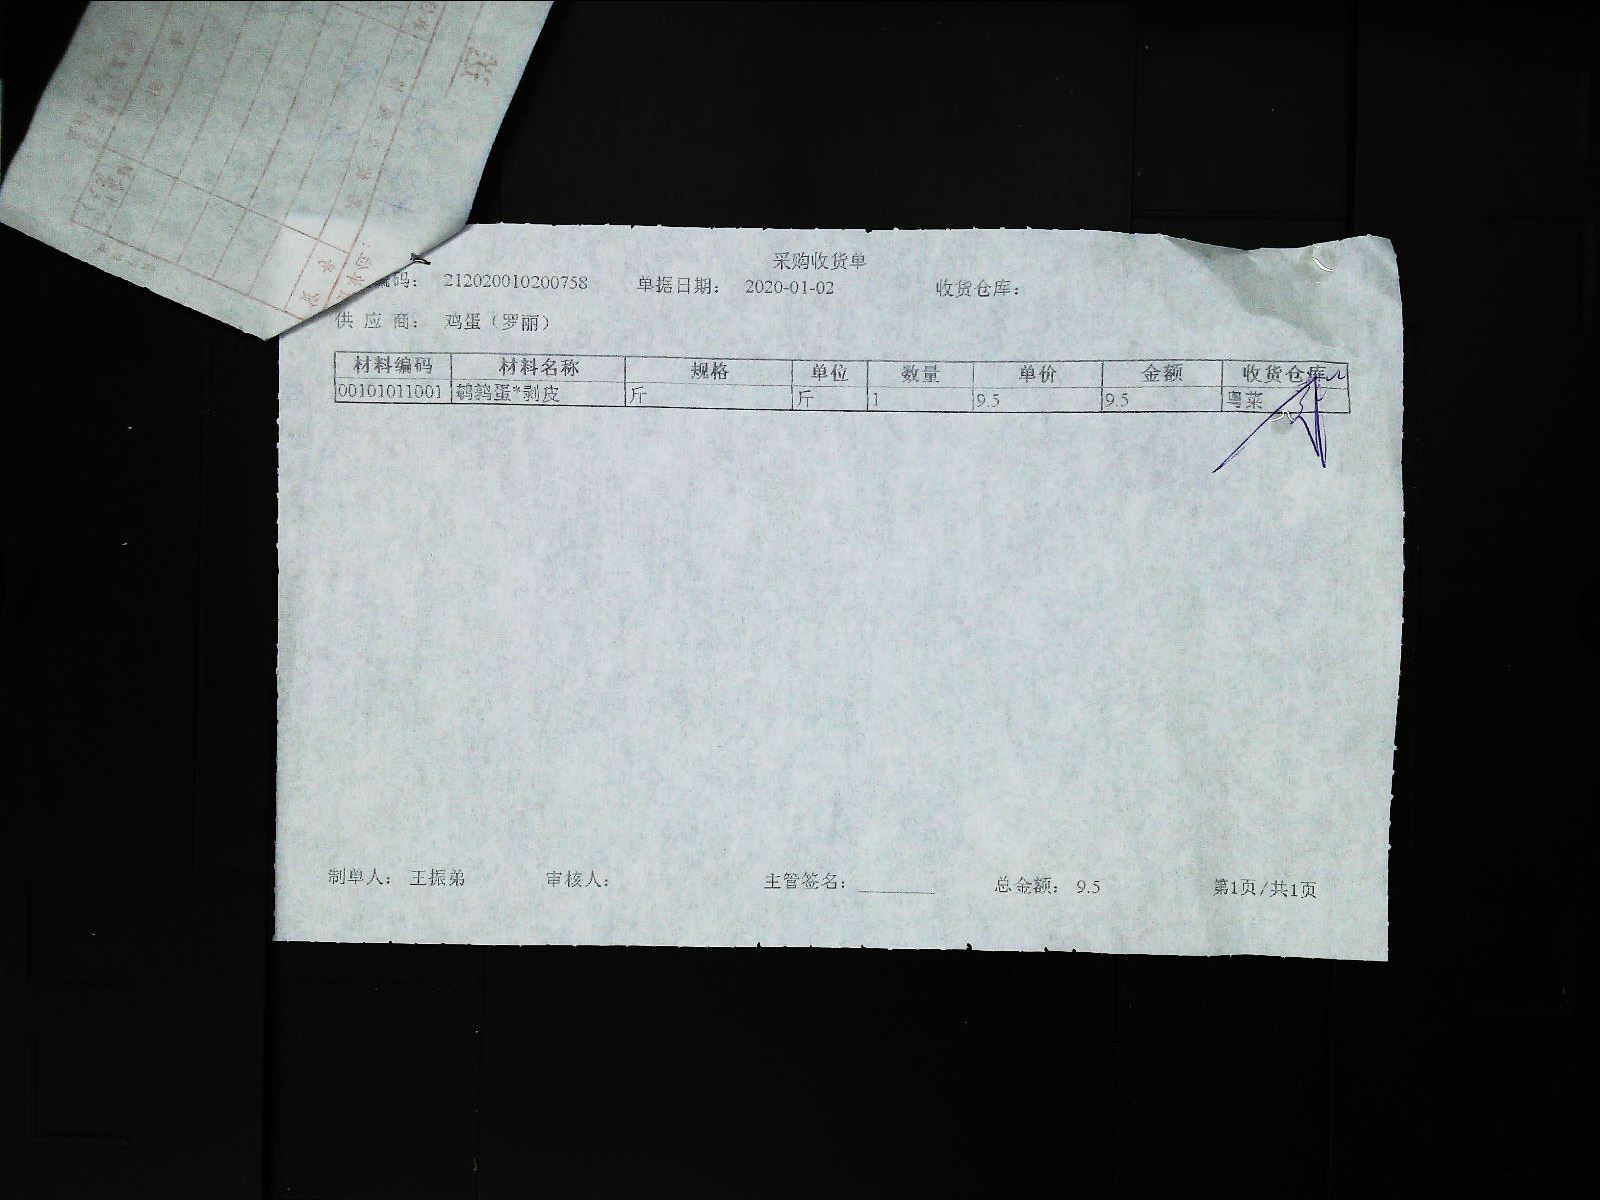 采购收货单
编码： 212020010200758 单据日期： 2020-01-02 收货仓库：
供 应 商： 鸡蛋（罗丽）
材料编码 材料名称 规格 单位 数量 单价 金额 收货仓库
00101011001 鹌鹑蛋*剥皮 斤 斤 1 9.5 9.5 粤菜
制单人： 王振弟 审核人： 主管签名： 总金额： 9.5 第1页/共1页